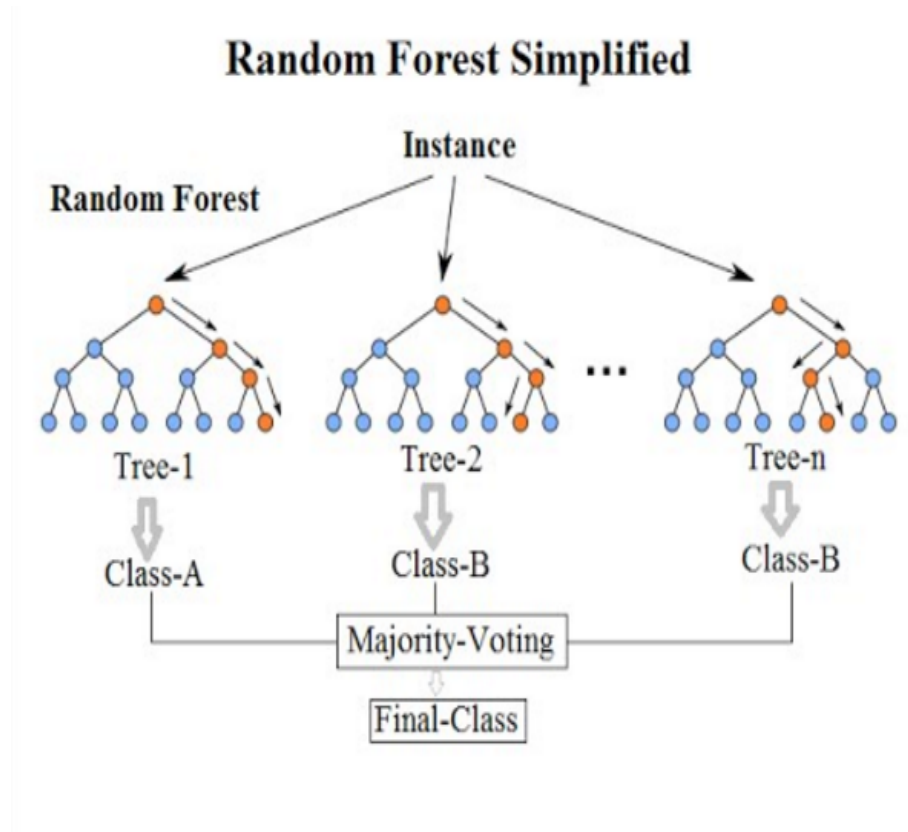 Random Forest Simplified
Instance
Random Forest
...
Tree-1 Tree-2 Tree-n
Class-A Class-B Class-B
Majority-Voting
Final-Class